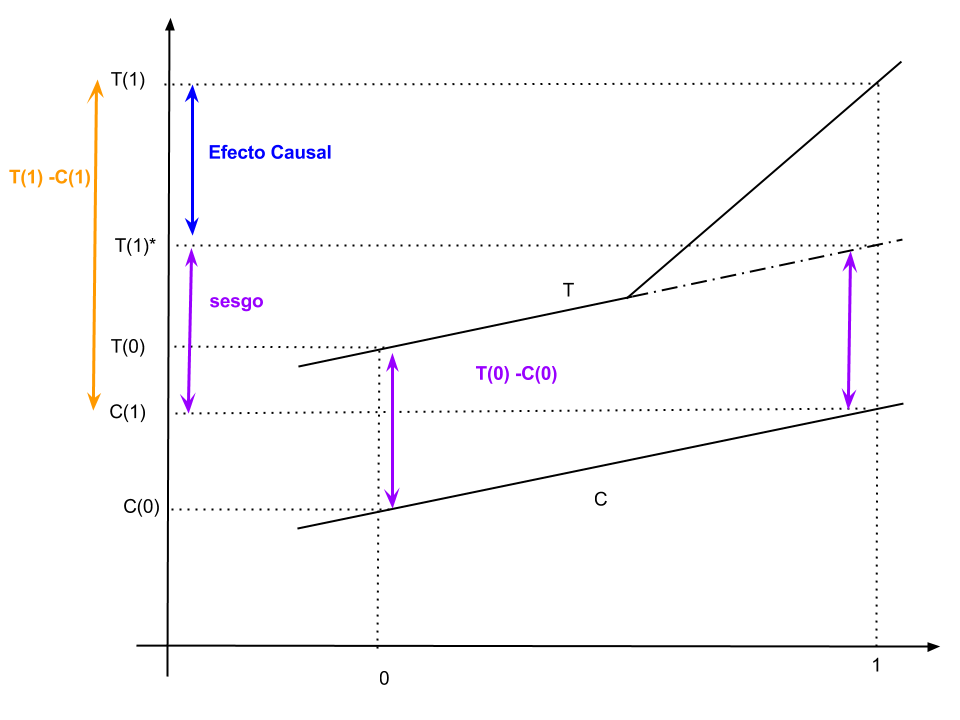 T(1)
Efecto Causal
T(1) -C(1)
T(1)*
sesgo
T
T(0)
T(0) -C(0)
C(1)
C(0)
C
0
1